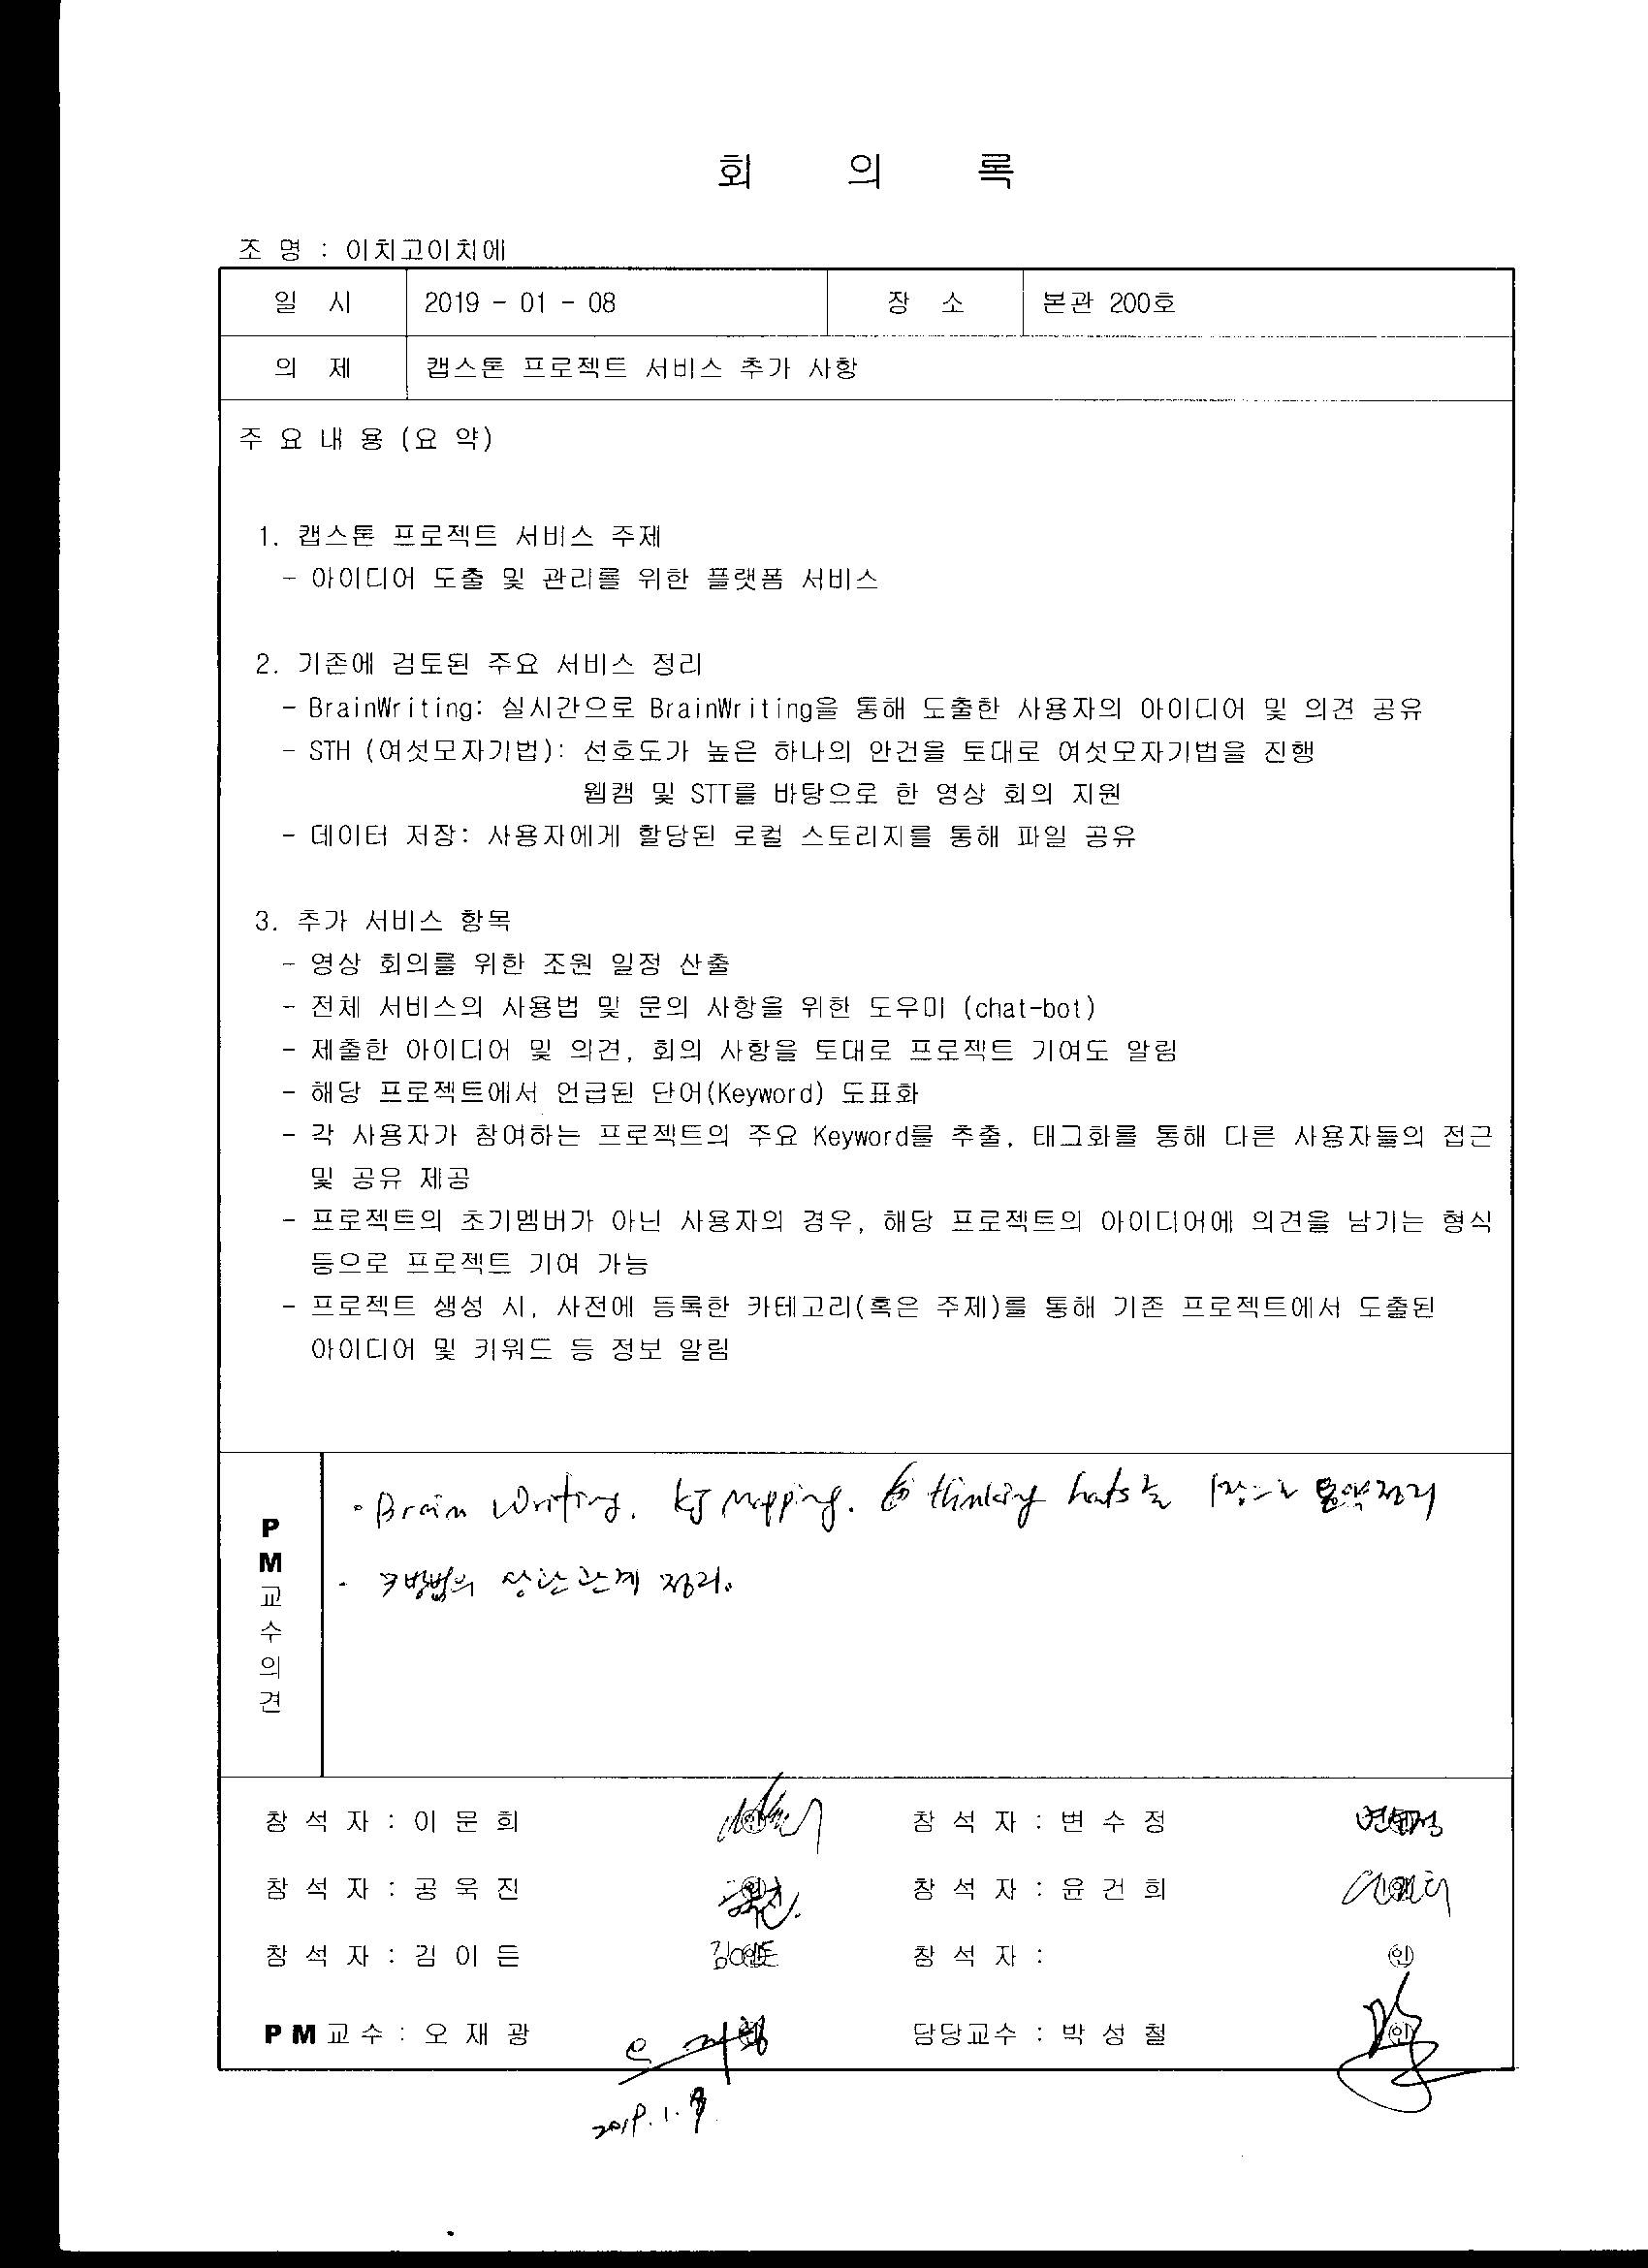 회 의 록
조 명 : 이치고이치에
일 시 2019 - 01 - 08 장 소 본관 200호
의 제 캡스톤 프로젝트 서비스 추가 사항
주 요 내 용 (요 약)
1. 캡스톤 프로젝트 서비스 주제
- 아이디어 도출 및 관리를 위한 플랫폼 서비스
2. 기존에 검토된 주요 서비스 정리
- BrainWriting: 실시간으로 BrainWriting을 통해 도출한 사용자의 아이디어 및 의견 공유
- STH (여섯모자기법): 선호도가 높은 하나의 안건을 토대로 여섯모자기법을 진행
웹캠 및 STT를 바탕으로 한 영상 회의 지원
- 데이터 저장: 사용자에게 할당된 로컬 스토리지를 통해 파일 공유
3. 추가 서비스 항목
- 영상 회의를 위한 조원 일정 산출
- 전체 서비스의 사용법 및 문의 사항을 위한 도우미 (chat-bot)
- 제출한 아이디어 및 의견, 회의 사항을 토대로 프로젝트 기여도 알림
- 해당 프로젝트에서 언급된 단어(Keyword) 도표화
- 각 사용자가 참여하는 프로젝트의 주요 Keyword를 추출, 태그화를 통해 다른 사용자들의 접근
및 공유 제공
- 프로젝트의 초기멤버가 아닌 사용자의 경우, 해당 프로젝트의 아이디어에 의견을 남기는 형식
등으로 프로젝트 기여 가능
- 프로젝트 생성 시, 사전에 등록한 카테고리(혹은 주제)를 통해 기존 프로젝트에서 도출된
아이디어 및 키워드 등 정보 알림
PM교수의견
• Brain Writing. KJ Mapping. 6 thinking hats를 1장으로 요약정리
· 방법의 상관관계 정리.
참 석 자 : 이 문 희 참 석 자 : 변 수 정 변수정
참 석 자 : 공 욱 진 참 석 자 : 윤 건 희
참 석 자 : 김 이 든 김이든 참 석 자 : 인
PM교수 : 오 재 광 담당교수 : 박 성 철 인
2019. 1.